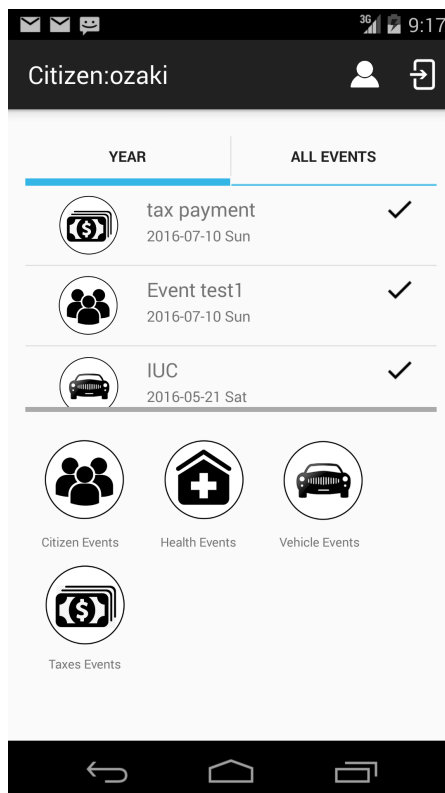 3G 9:17
Citizen:ozaki
YEAR ALL EVENTS
tax payment
2016-07-10 Sun
Event test1
2016-07-10 Sun
IUC
2016-05-21 Sat
Citizen Events Health Events Vehicle Events
Taxes Events